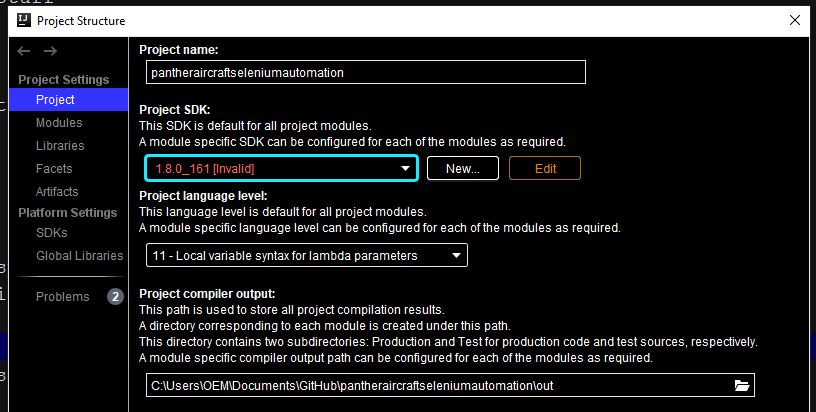 IJ
Project Structure
Project Settings
Project
Modules
Libraries
Facets
Artifacts
Platform Settings
SDKs
Global Libraries
Problems 2
Project name:
pantheraircraftseleniumautomation
Project SDK:
This SDK is default for all project modules.
A module specific SDK can be configured for each of the modules as required.
1.8.0_161 [Invalid] New... Edit
Project language level:
This language level is default for all project modules.
A module specific language level can be configured for each of the modules as required.
11 - Local variable syntax for lambda parameters
Project compiler output:
This path is used to store all project compilation results.
A directory corresponding to each module is created under this path.
This directory contains two subdirectories: Production and Test for production code and test sources, respectively.
A module specific compiler output path can be configured for each of the modules as required.
C:\Users\OEM\Documents\GitHub\pantheraircraftseleniumautomation\out